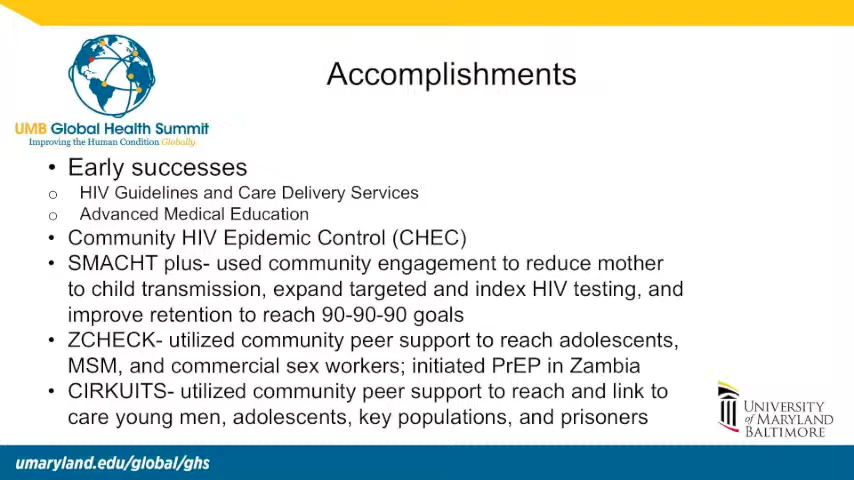 Accomplishments
UMB Global Health Summit
Improving the Human Condition Globally
• Early successes
o HIV Guidelines and Care Delivery Services
o Advanced Medical Education
• Community HIV Epidemic Control (CHEC)
• SMACHT plus- used community engagement to reduce mother
to child transmission, expand targeted and index HIV testing, and
improve retention to reach 90-90-90 goals
• ZCHECK- utilized community peer support to reach adolescents,
MSM, and commercial sex workers; initiated PrEP in Zambia
• CIRKUITS- utilized community peer support to reach and link to
care young men, adolescents, key populations, and prisoners
UNIVERSITY
of MARYLAND
BALTIMORE
umaryland.edu/global/ghs